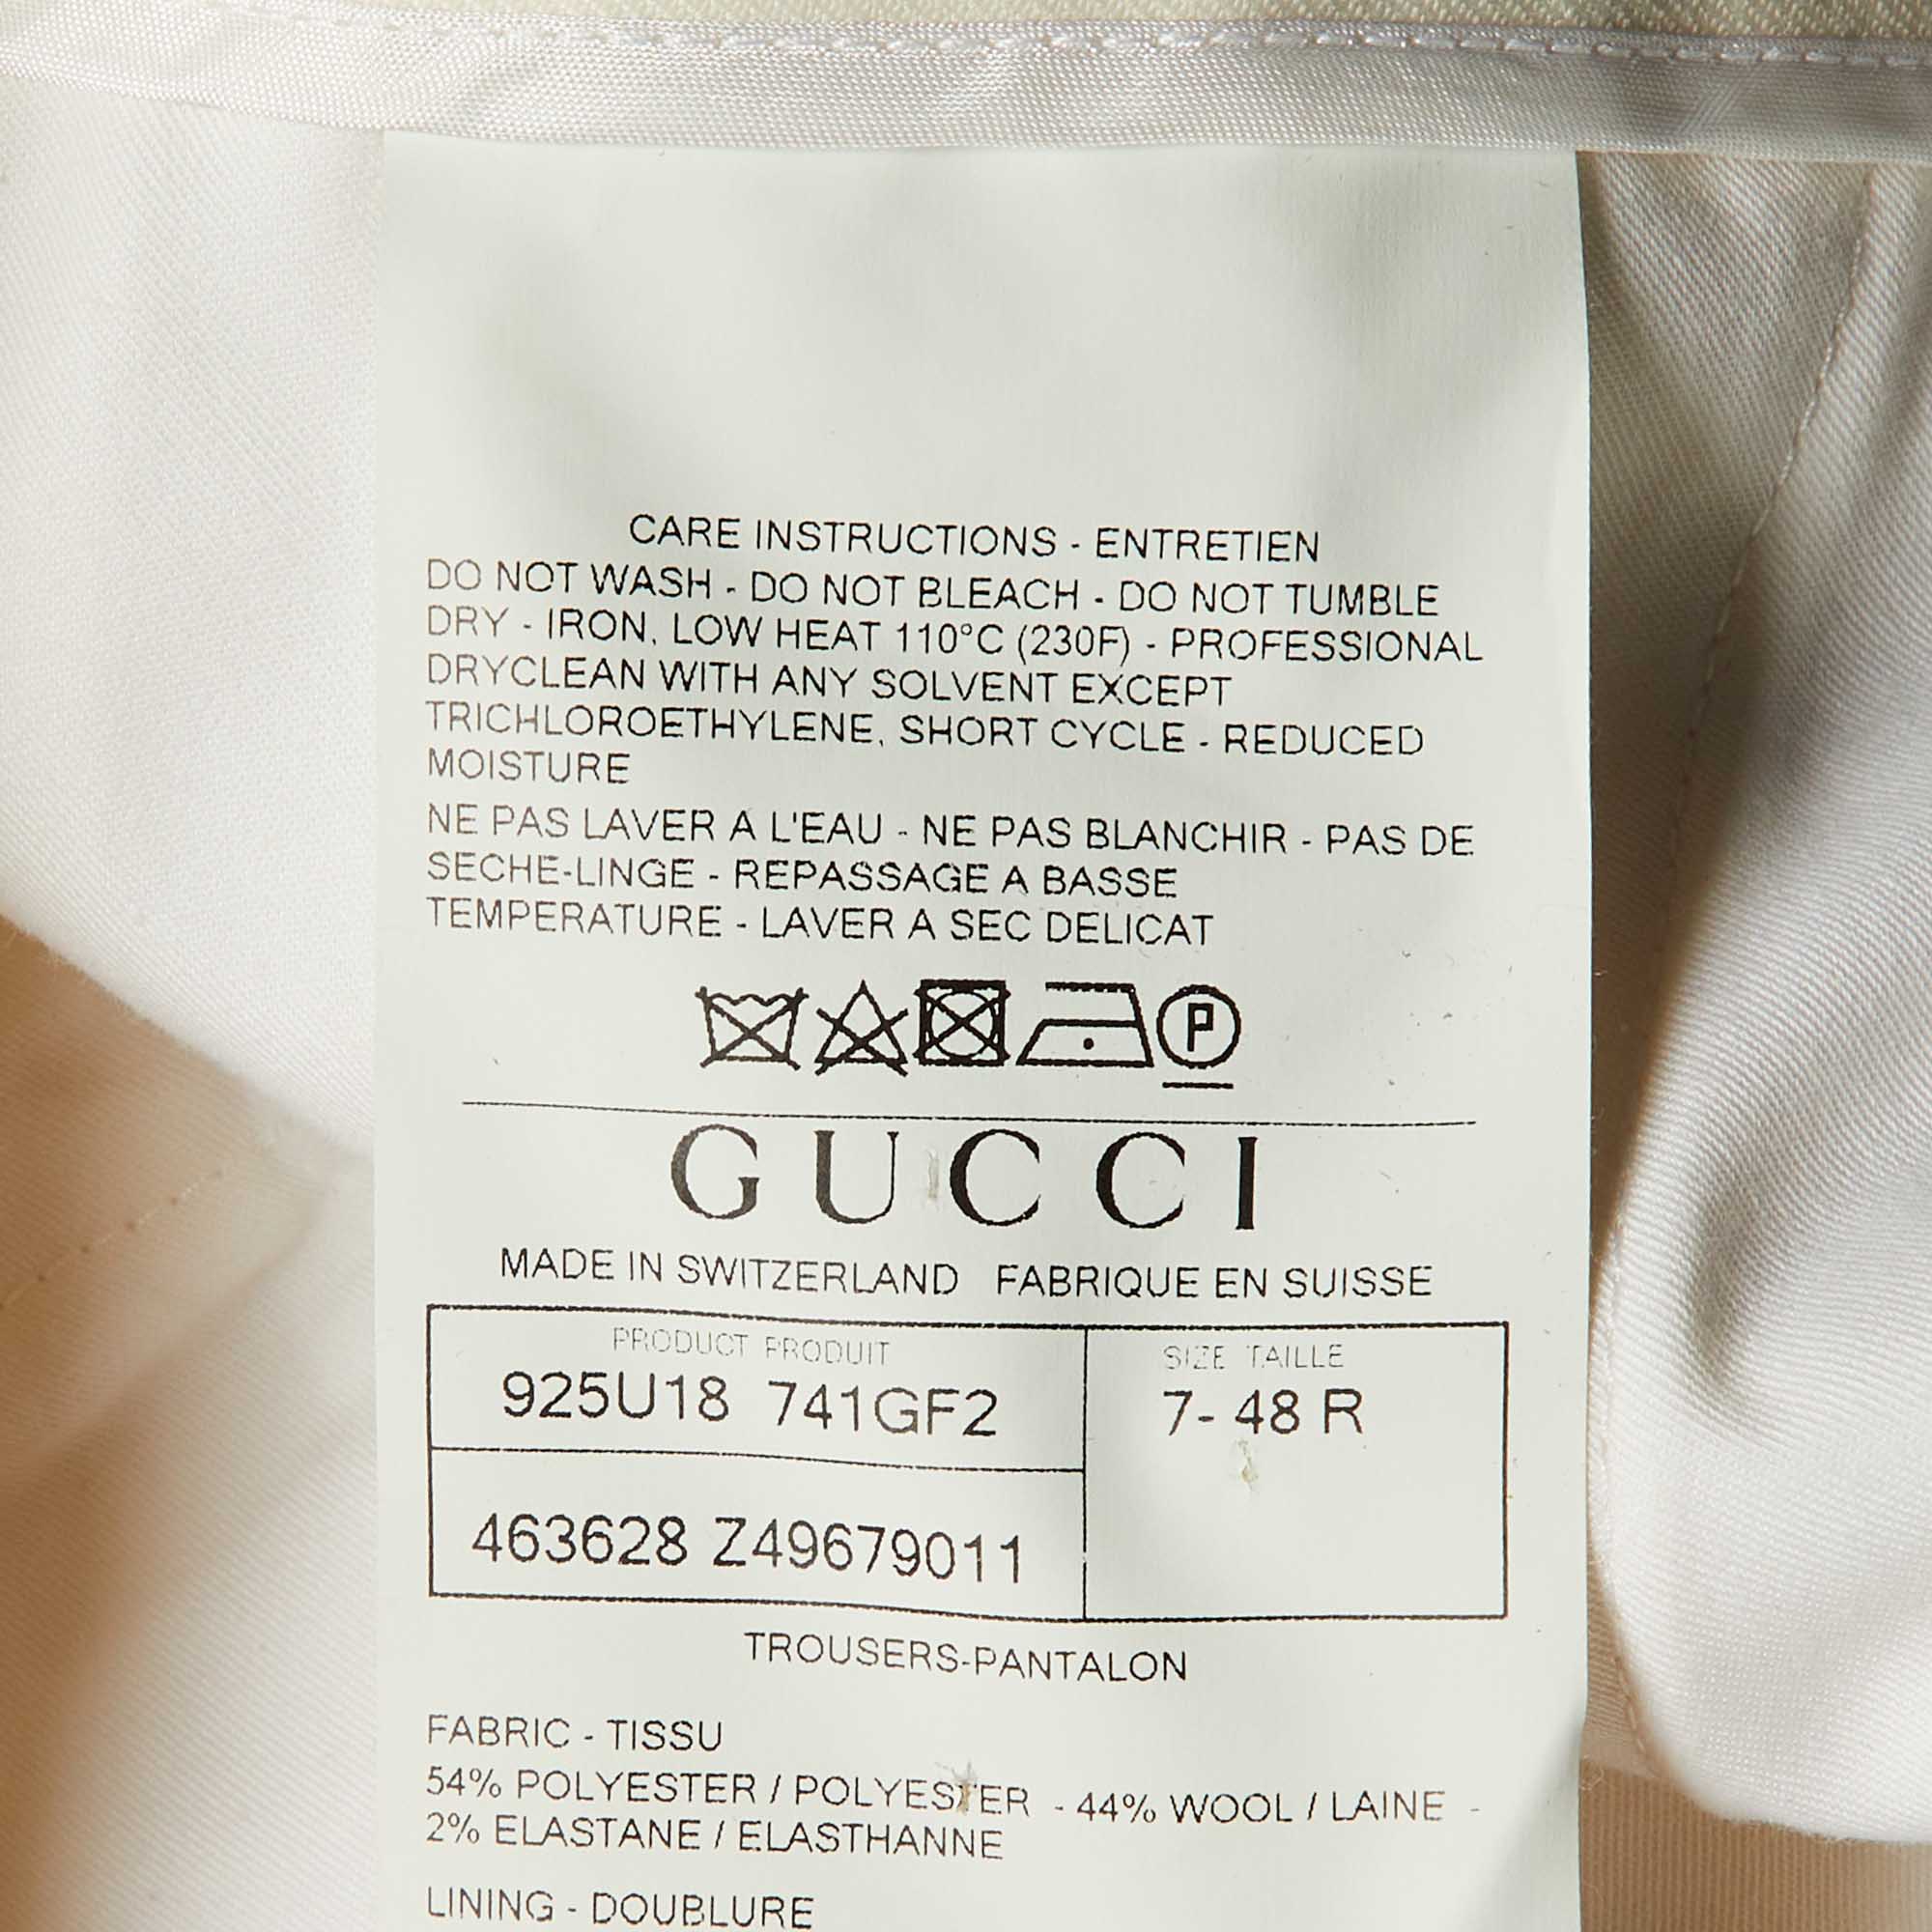 CARE INSTRUCTIONS - ENTRETIEN
DO NOT WASH - DO NOT BLEACH - DO NOT TUMBLE
DRY - IRON, LOW HEAT 110°C (230F) - PROFESSIONAL
DRYCLEAN WITH ANY SOLVENT EXCEPT
TRICHLOROETHYLENE, SHORT CYCLE - REDUCED
MOISTURE
NE PAS LAVER A L'EAU - NE PAS BLANCHIR - PAS DE
SECHE-LINGE - REPASSAGE A BASSE
TEMPERATURE - LAVER A SEC DELICAT
P
GUCCI
MADE IN SWITZERLAND FABRIQUE EN SUISSE
PRODUCT PRODUIT SIZE TAILLE
925U18 741GF2 7- 48 R
463628 Z49679011
TROUSERS-PANTALON
FABRIC - TISSU
54% POLYESTER / POLYESTER - 44% WOOL / LAINE -
2% ELASTANE / ELASTHANNE
LINING - DOUBLURE